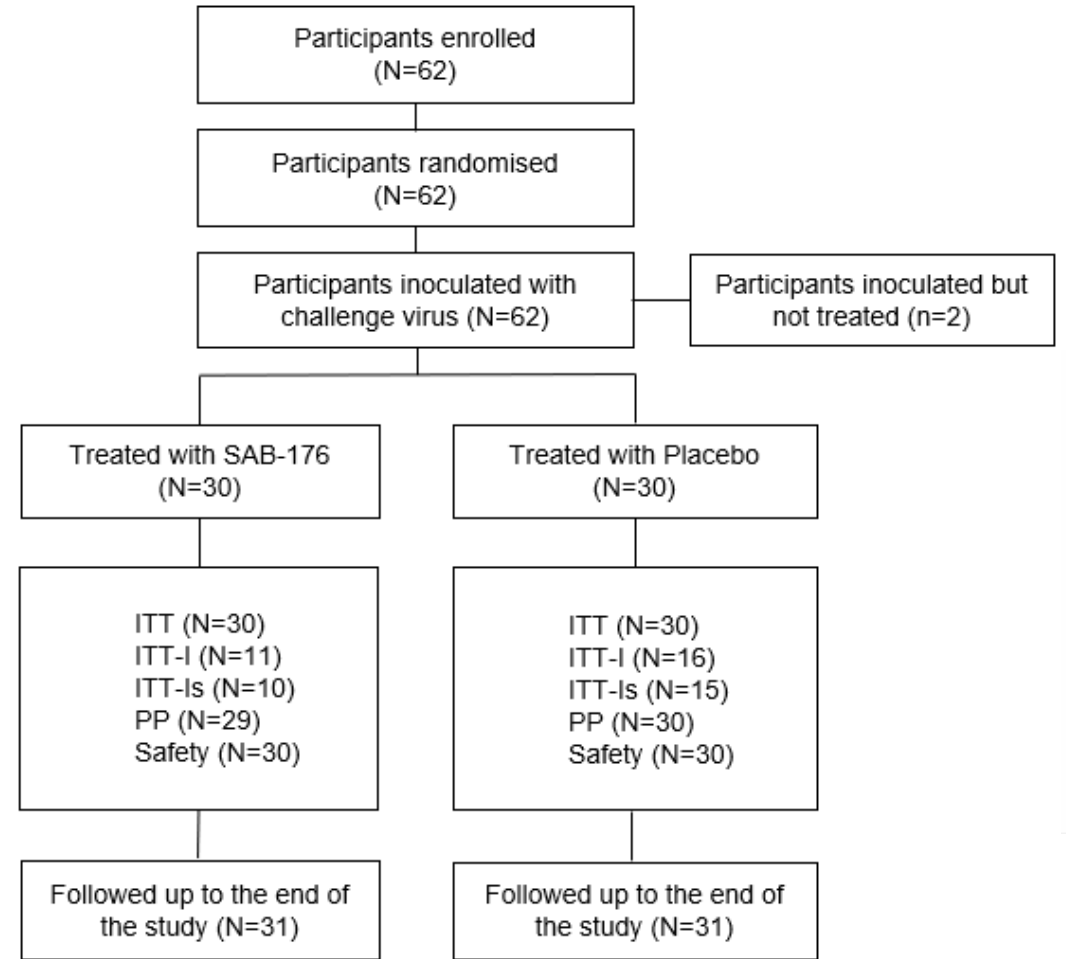 Participants enrolled
(N=62)
Participants randomised
(N=62)
Participants inoculated with
challenge virus (N=62)
Participants inoculated but
not treated (n=2)
Treated with SAB-176
(N=30)
Treated with Placebo
(N=30)
ITT (N=30)
ITT-I (N=11)
ITT-Is (N=10)
PP (N=29)
Safety (N=30)
ITT (N=30)
ITT-I (N=16)
ITT-Is (N=15)
PP (N=30)
Safety (N=30)
Followed up to the end of
the study (N=31)
Followed up to the end of
the study (N=31)